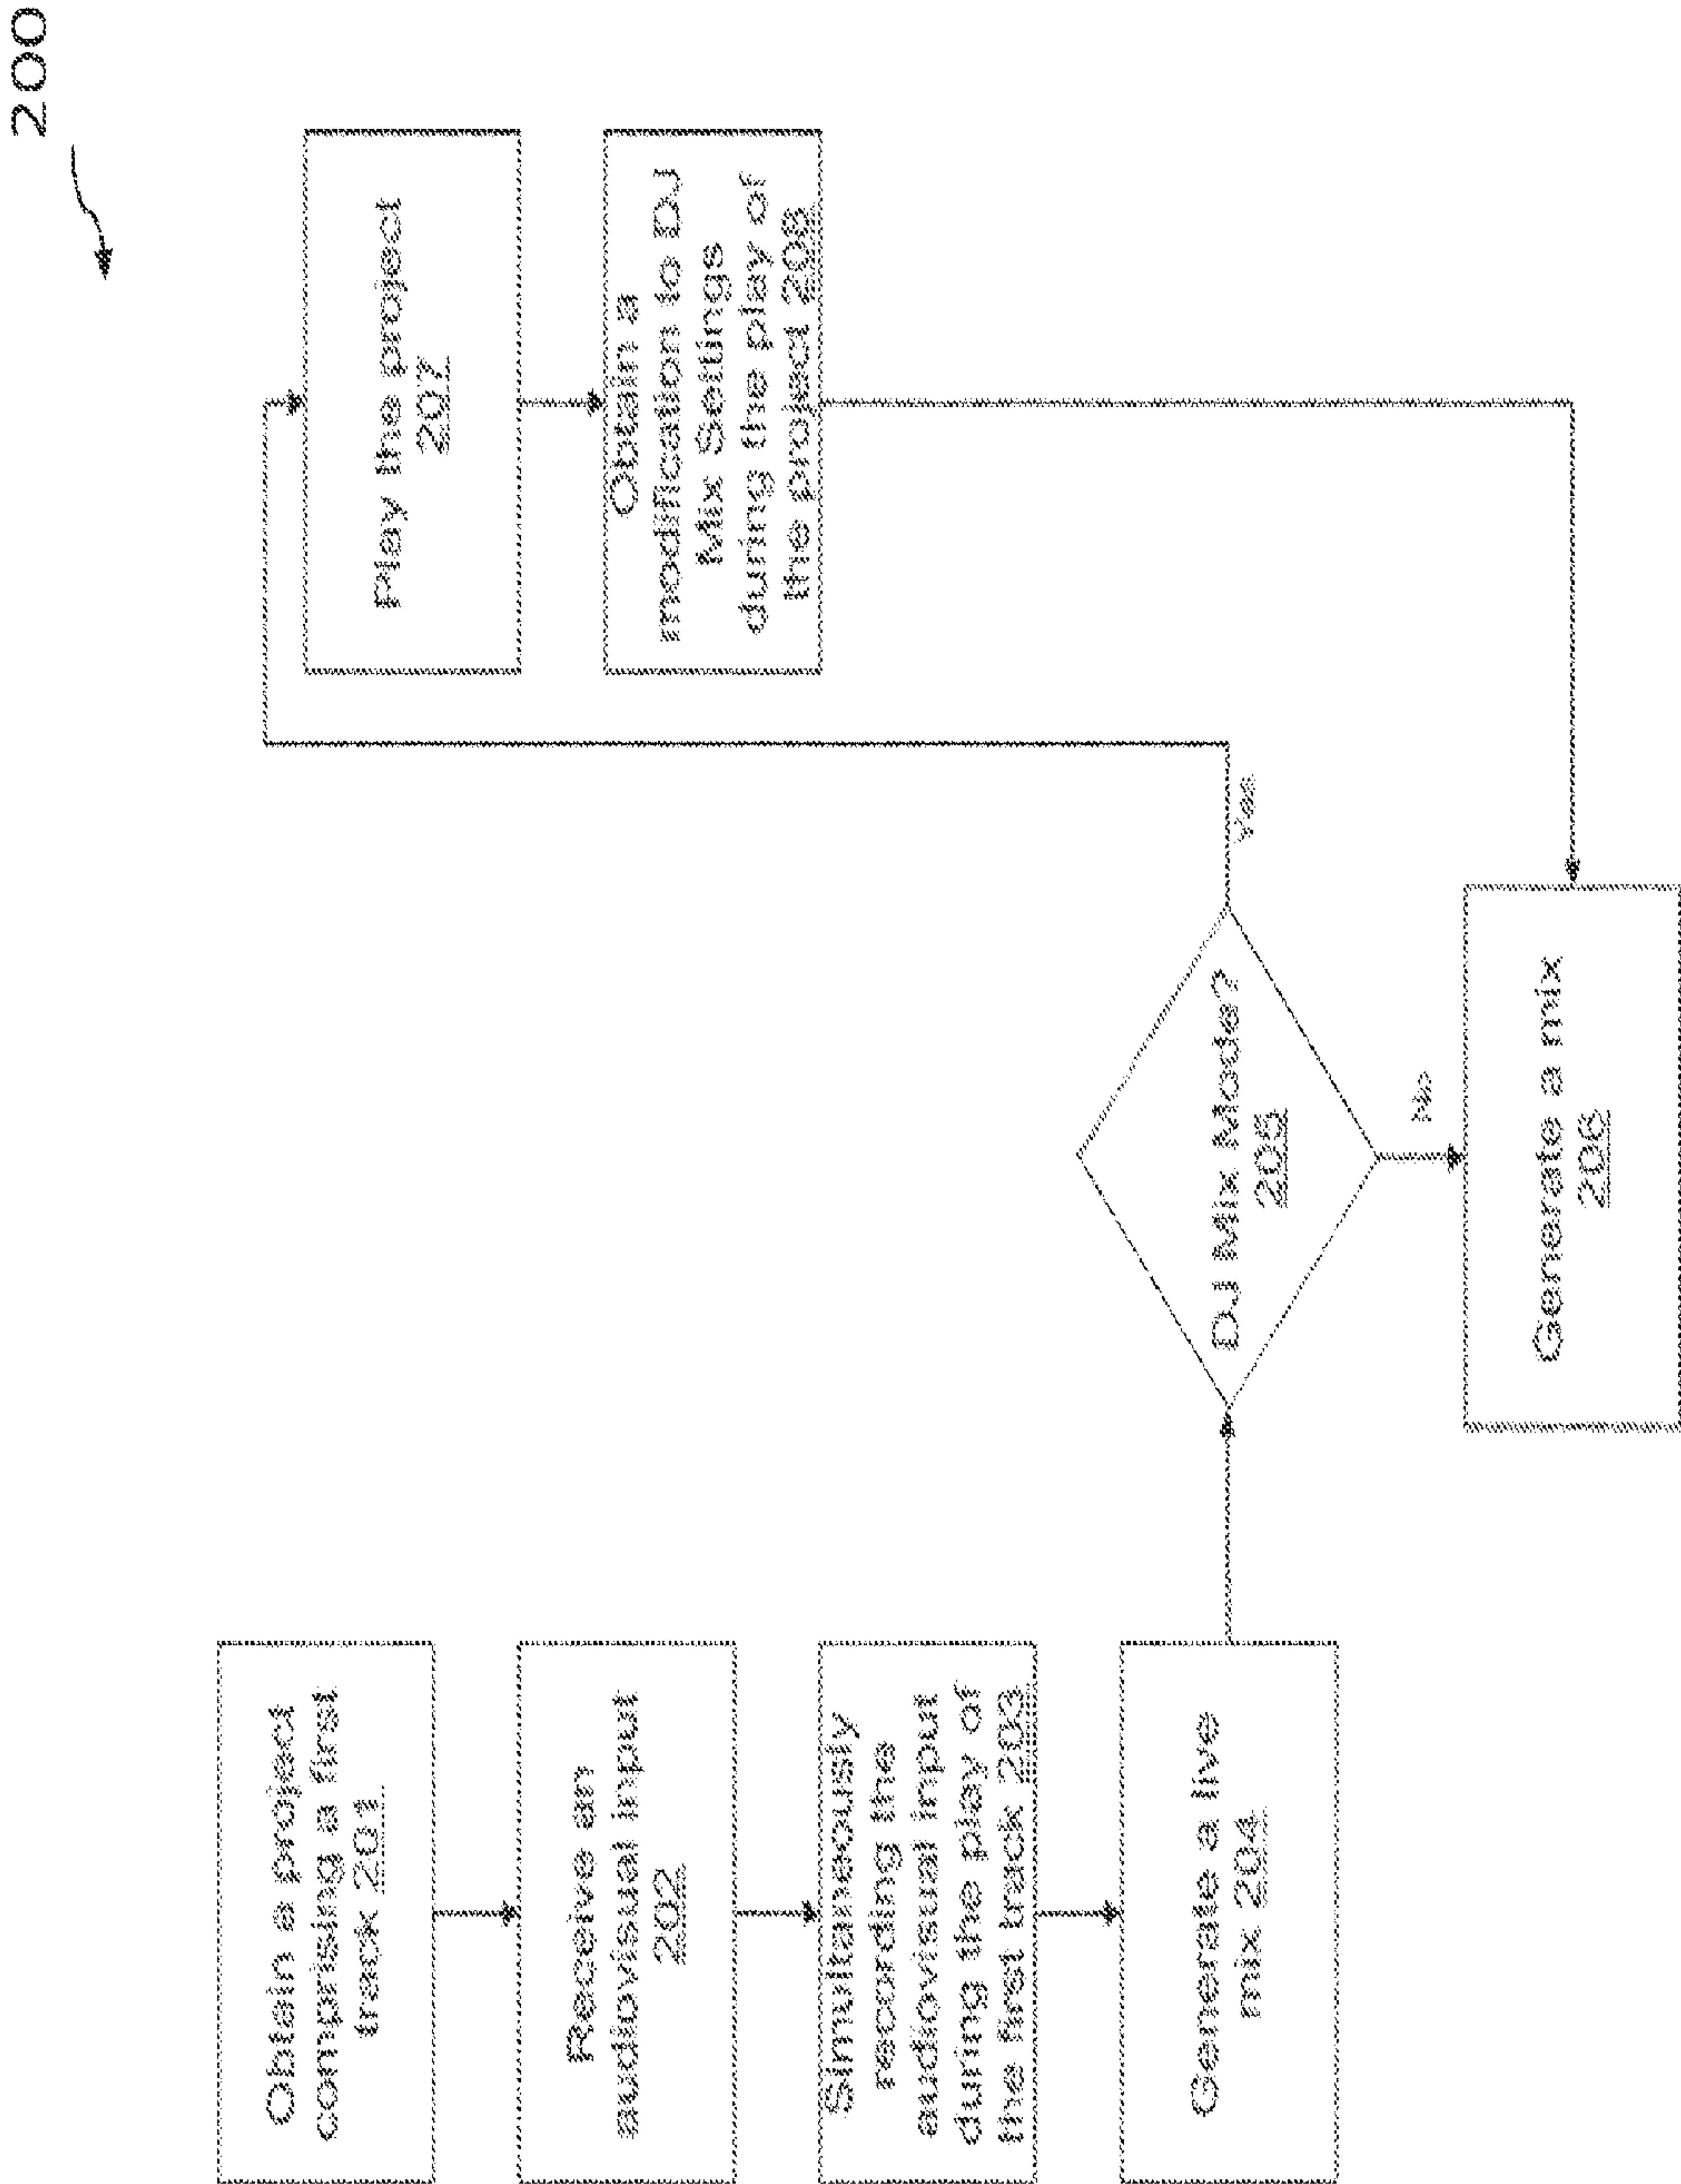 200
Obtain a project
comprising a first
track 201
Receive an
audiovisual input
202
Simultaneously
recording the
audiovisual input
during the play of
the first track 203
Generate a live
mix 204
DJ Mix Mode?
205
Yes
No
Generate a mix
206
Play the project
207
Obtain a
modification to DJ
Mix Settings
during the play of
the project 208